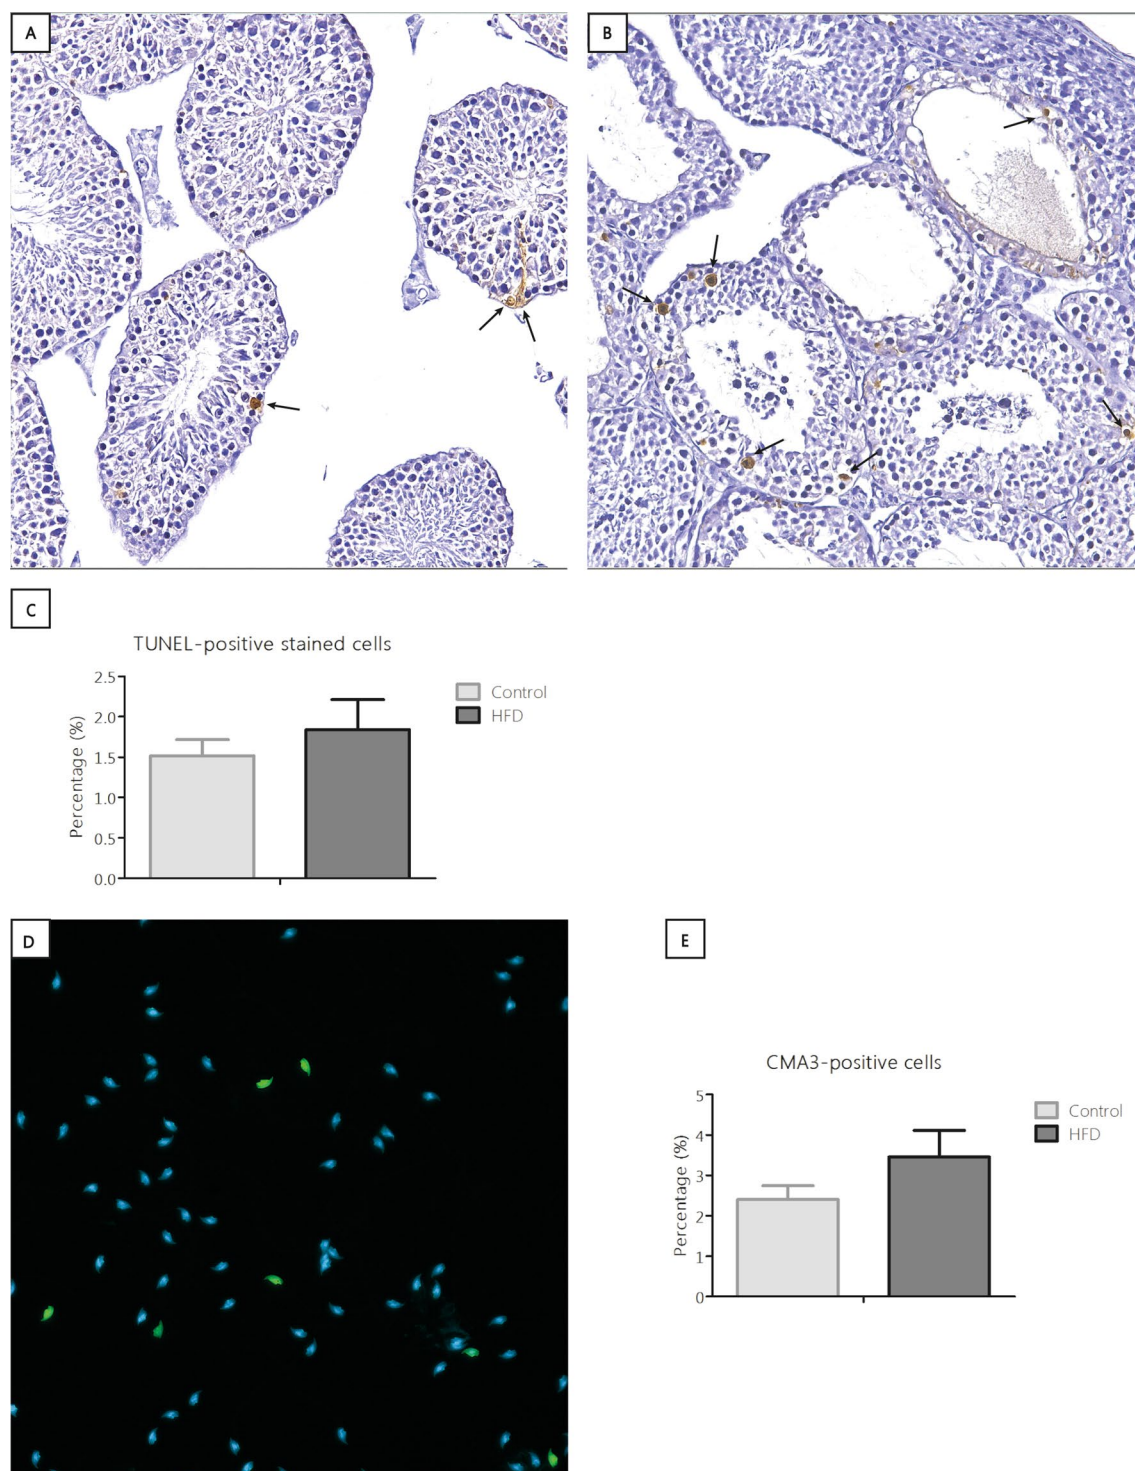 A
B
C
TUNEL-positive stained cells
Percentage (%)
2.5
2.0
1.5
1.0
0.5
0.0
Control
HFD
D
E
CMA3-positive cells
Percentage (%)
5
4
3
2
1
0
Control
HFD